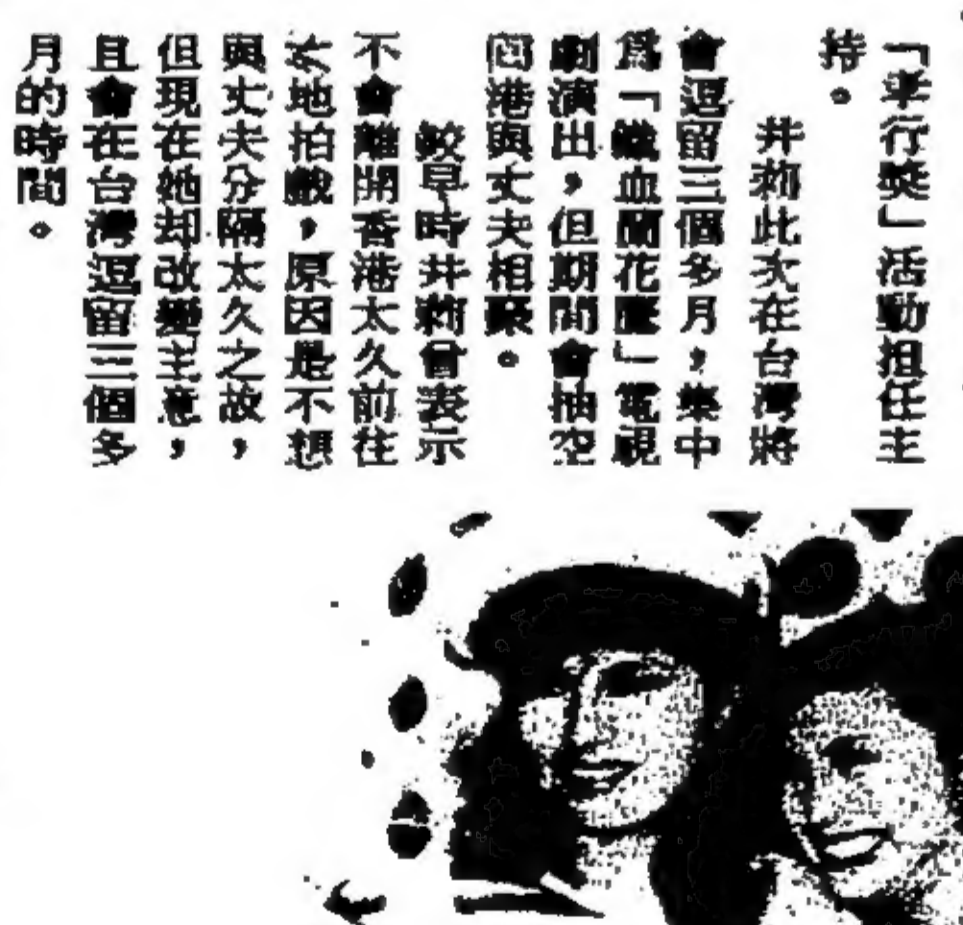 「孝行獎」活動担任主
持。
井莉此次在台灣將
會逗留三個多月，集中
爲「鐵血蘭花鷹」電視
劇演出，但期間會抽空
囘港與丈夫相聚。
較早時井莉曾表示
不會離開香港太久前往
地拍戲，原因是不想
與丈夫分隔太久之故，
但現在她却改變主意，
且會在台灣逗留三個多
月的時間。